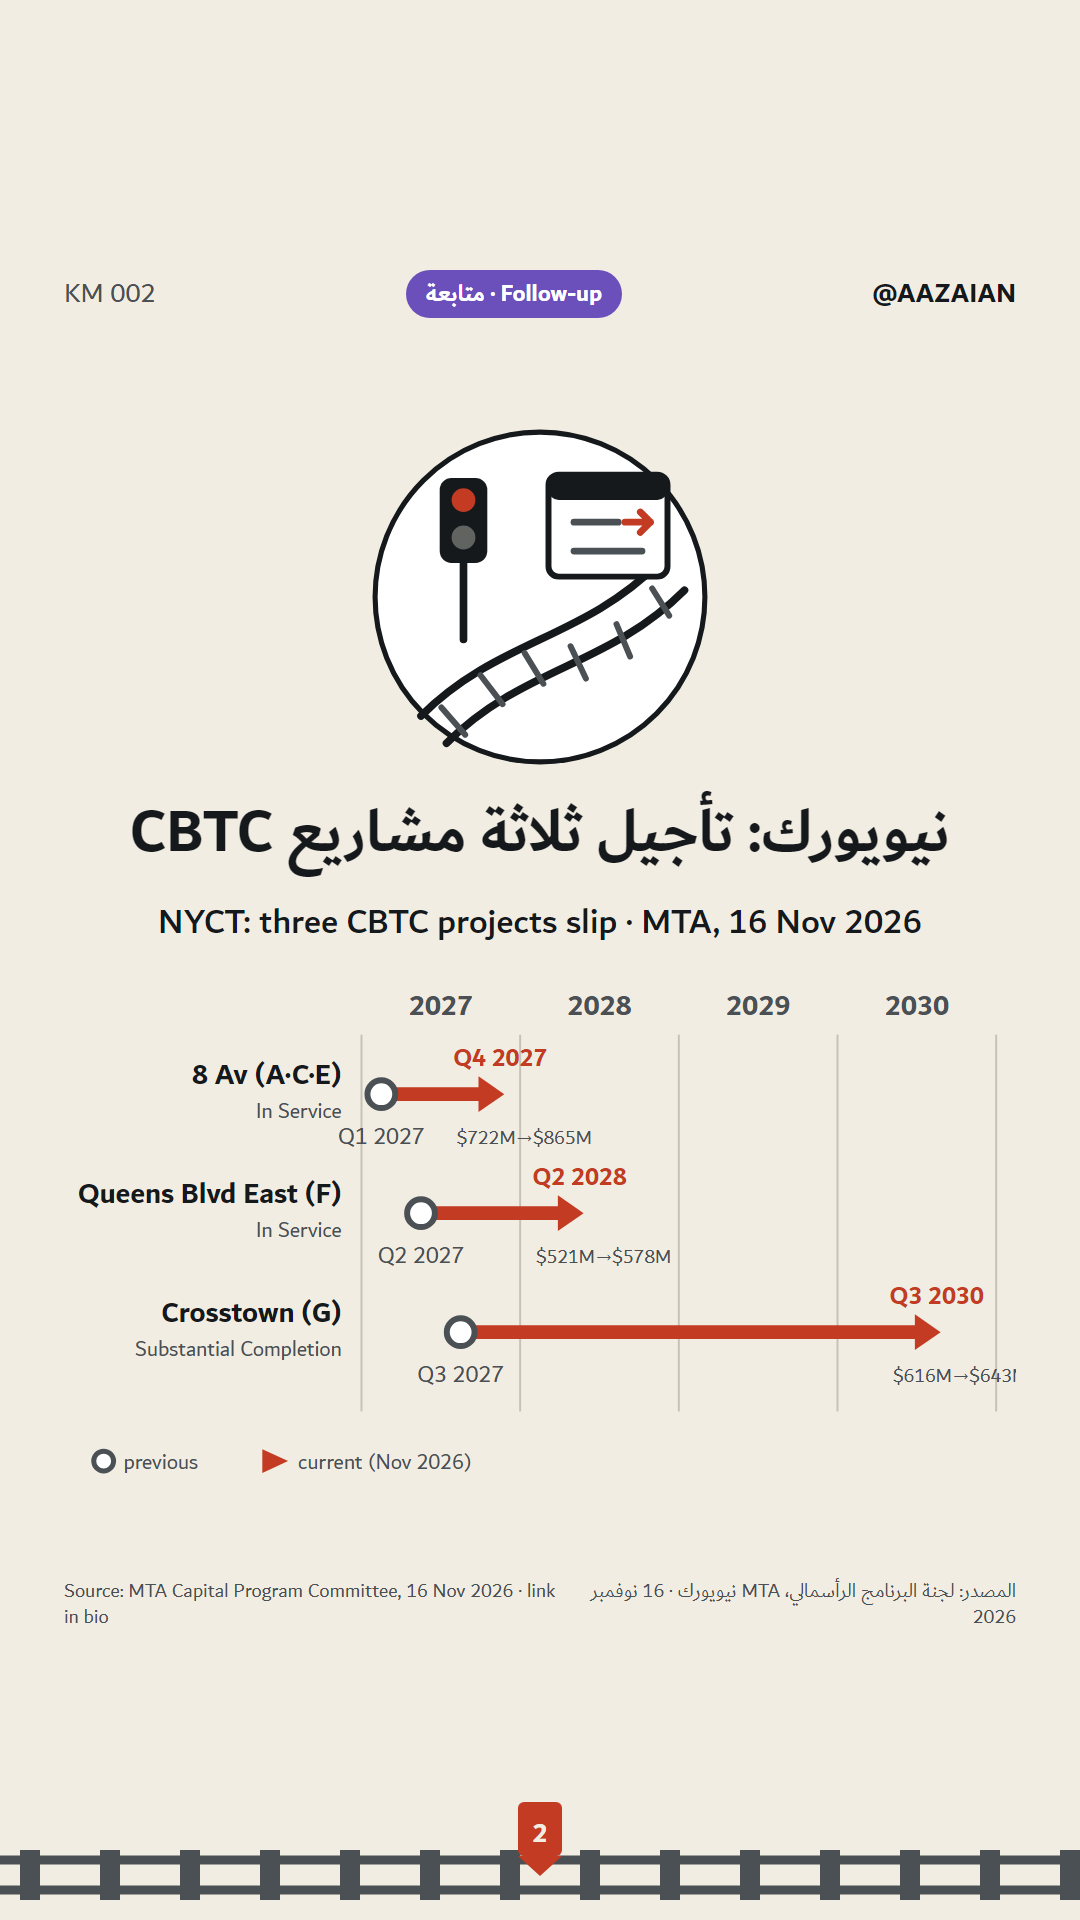 KM 002
متابعة · Follow-up
@AAZAIAN
نيويورك: تأجيل ثلاثة مشاريع CBTC
NYCT: three CBTC projects slip · MTA, 16 Nov 2026
2027 2028 2029 2030
Q4 2027
8 Av (A·C·E)
In Service
Q1 2027 $722M→$865M
Q2 2028
Queens Blvd East (F)
In Service
Q2 2027 $521M→$578M
Q3 2030
Crosstown (G)
Substantial Completion
Q3 2027 $616M→$643M
previous current (Nov 2026)
Source: MTA Capital Program Committee, 16 Nov 2026 · link
in bio
المصدر: لجنة البرنامج الرأسمالي، MTA نيويورك · 16 نوفمبر
2026
2